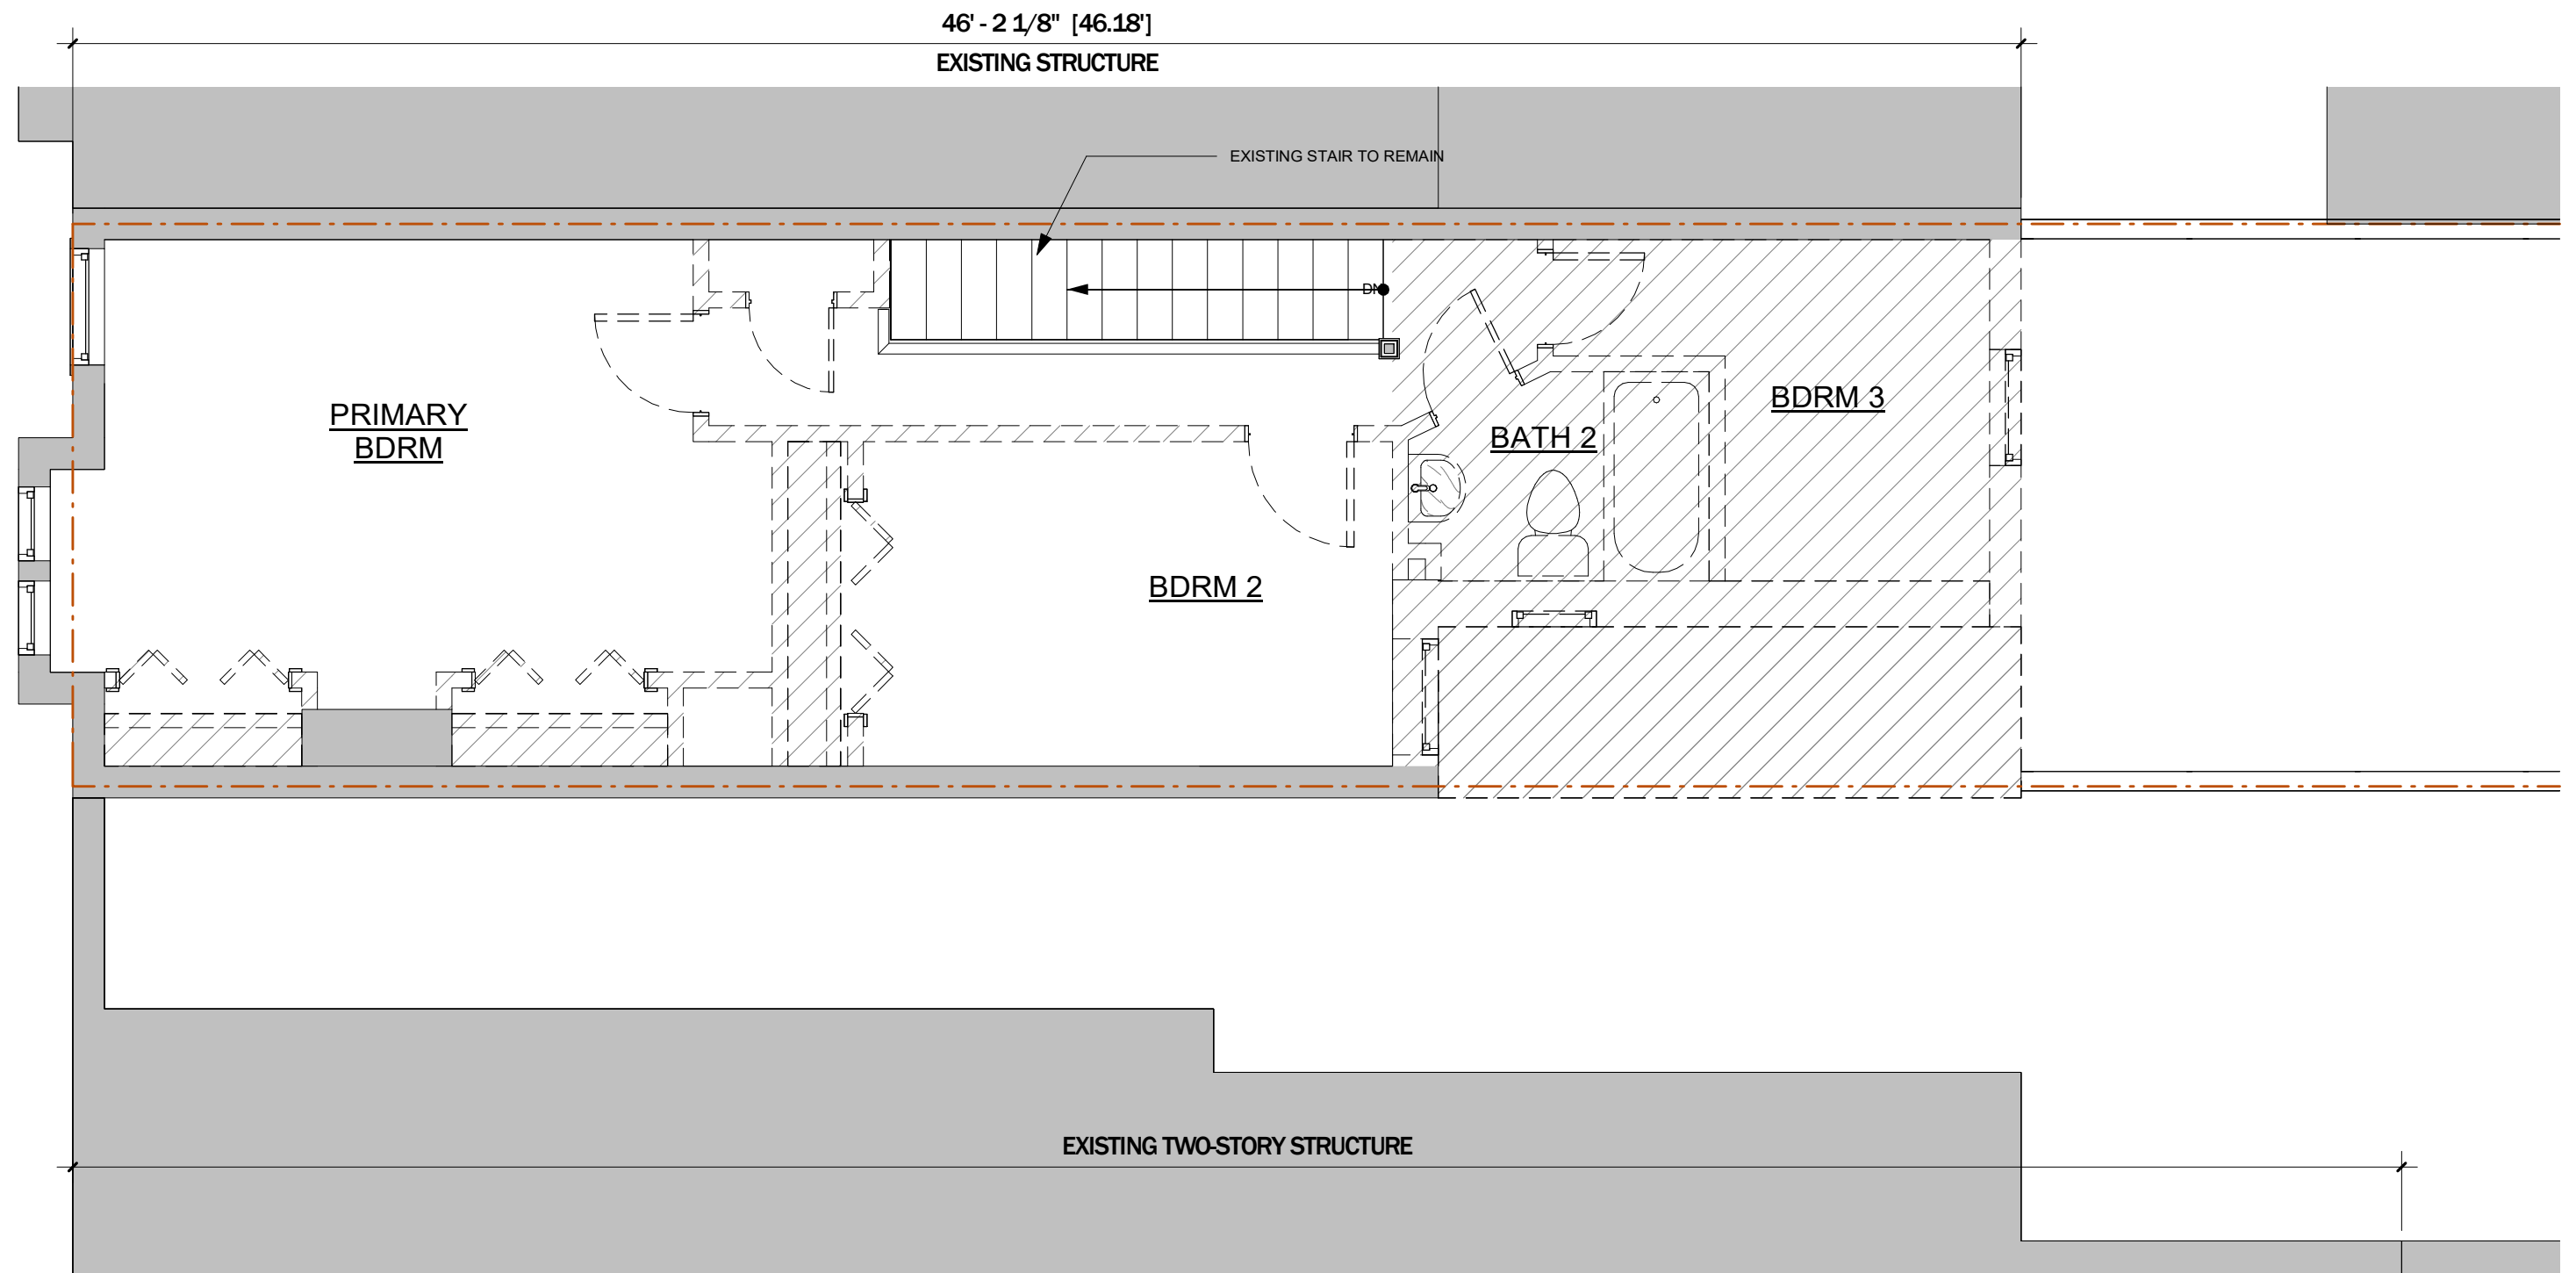 46' - 2 1/8" [46.18']
EXISTING STRUCTURE
EXISTING STAIR TO REMAIN
DN
PRIMARY
BDRM
BDRM 3
BATH 2
BDRM 2
EXISTING TWO-STORY STRUCTURE